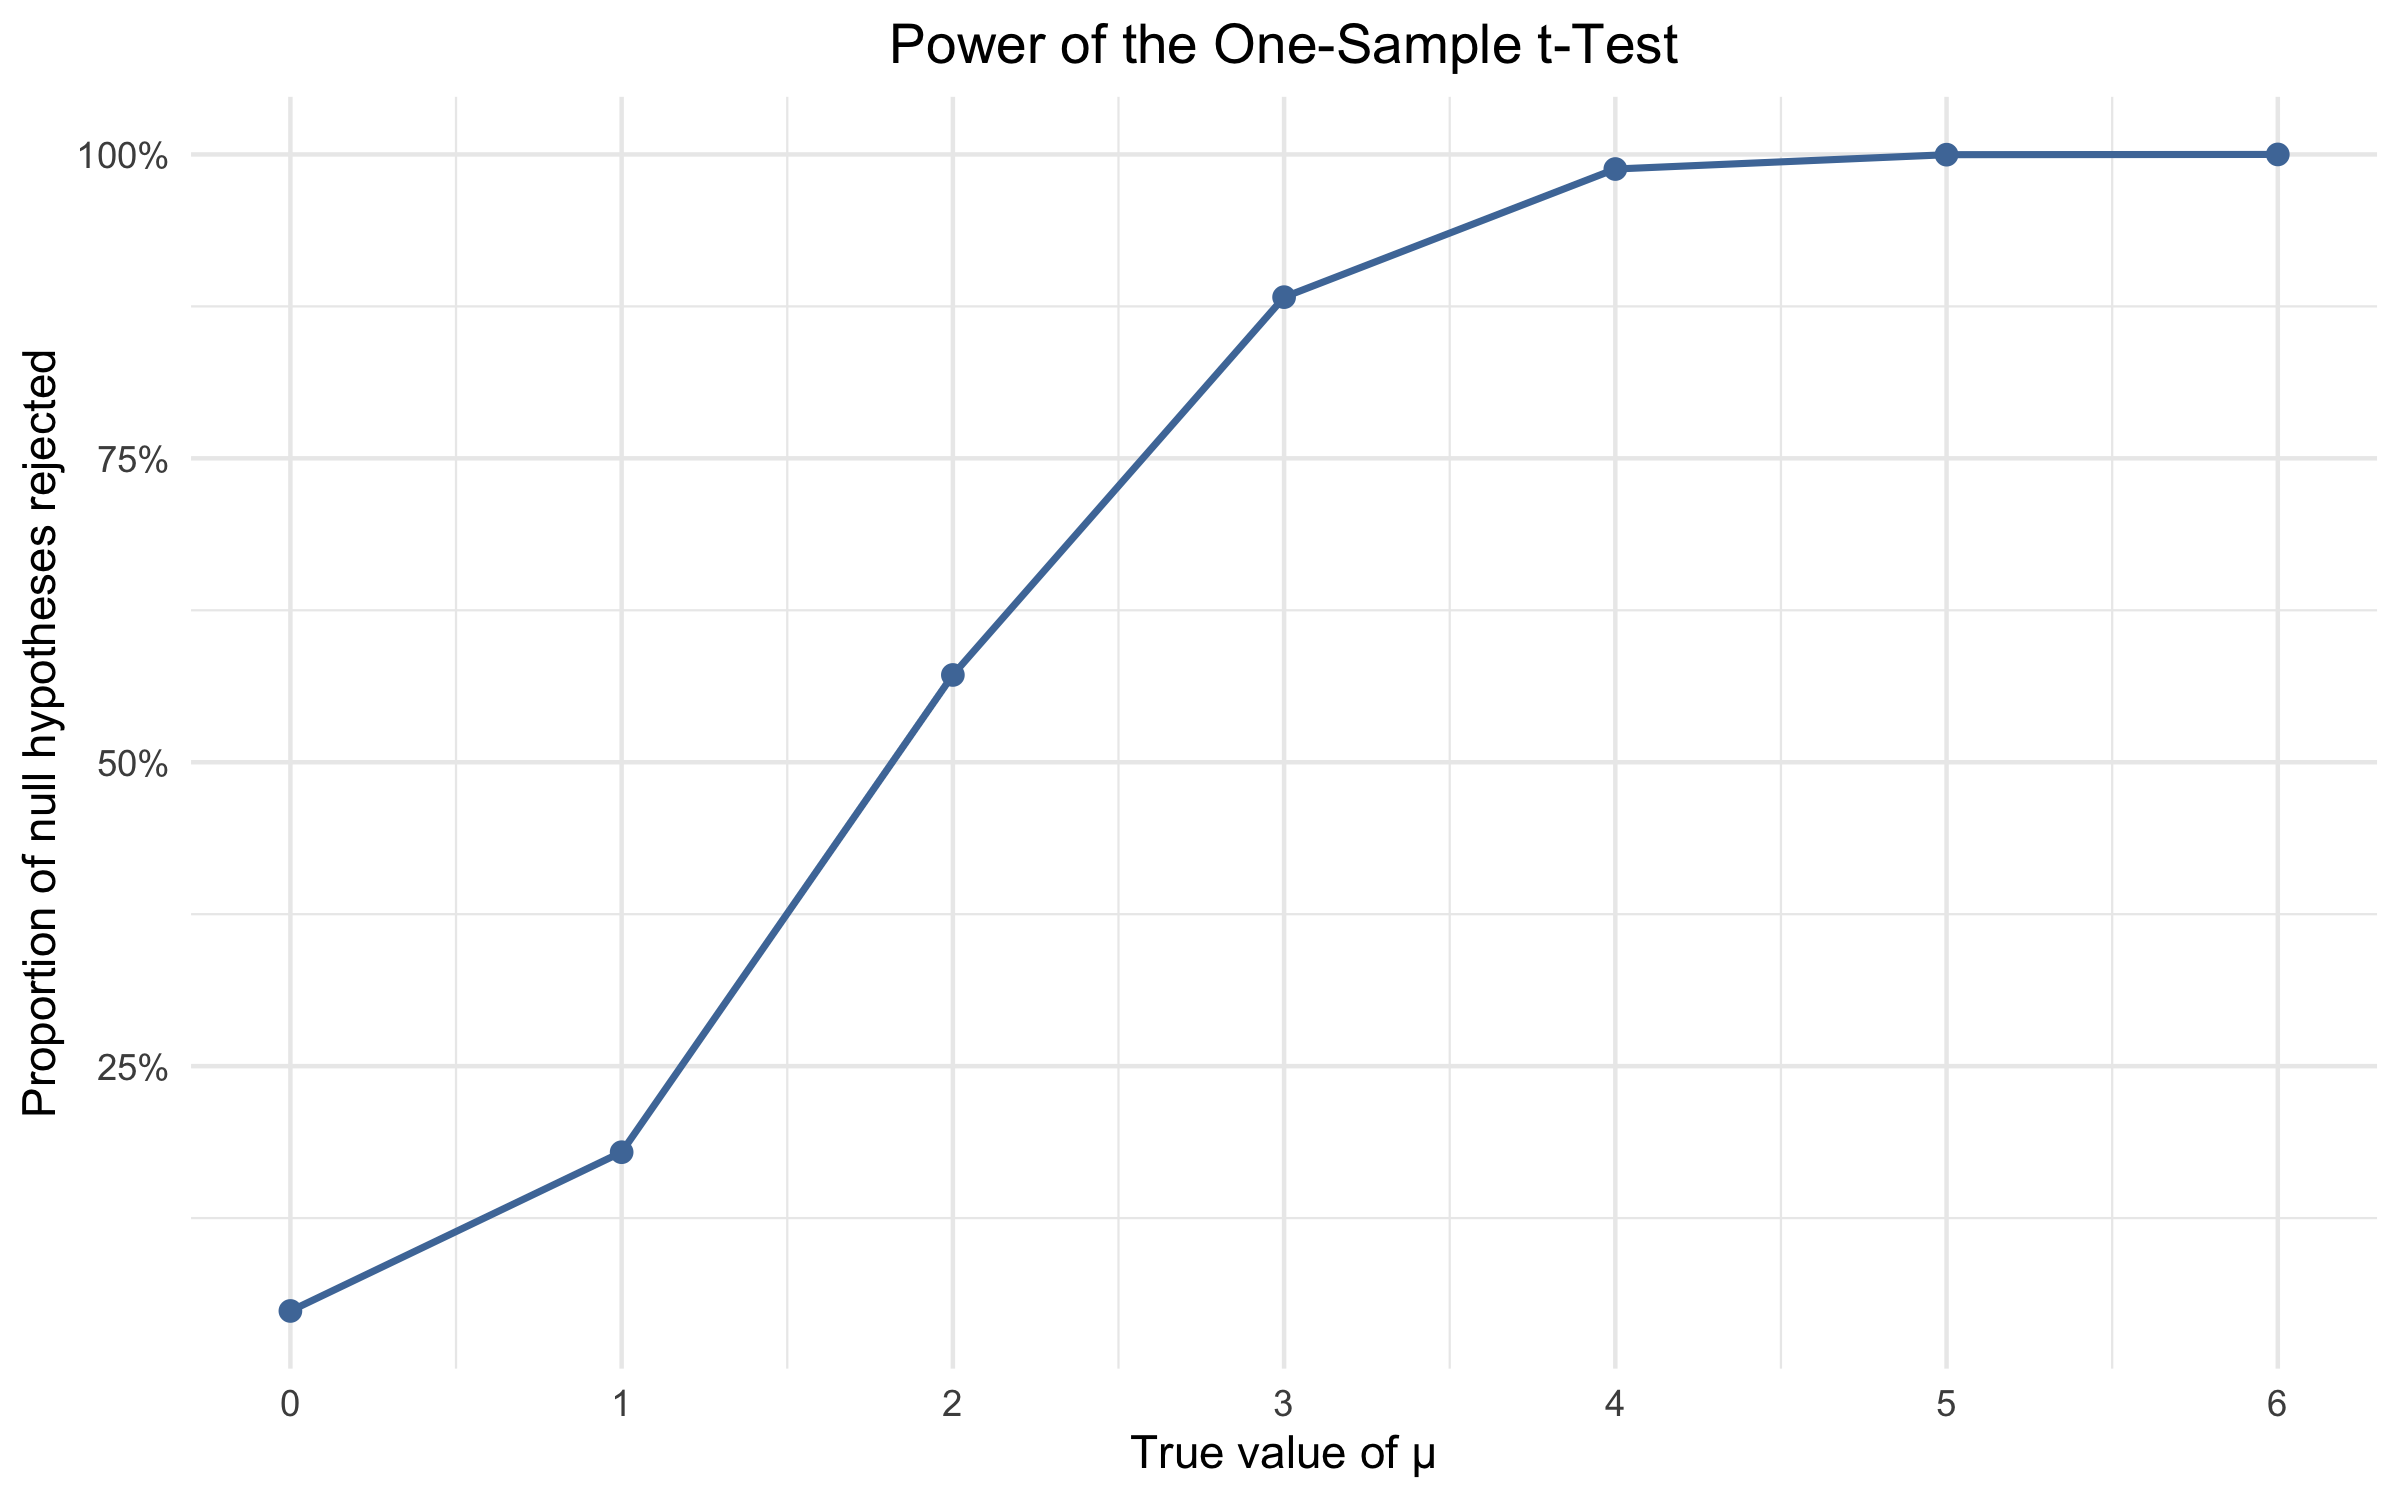 Power of the One-Sample t-Test
Proportion of null hypotheses rejected
100%
75%
50%
25%
0 1 2 3 4 5 6
True value of μ